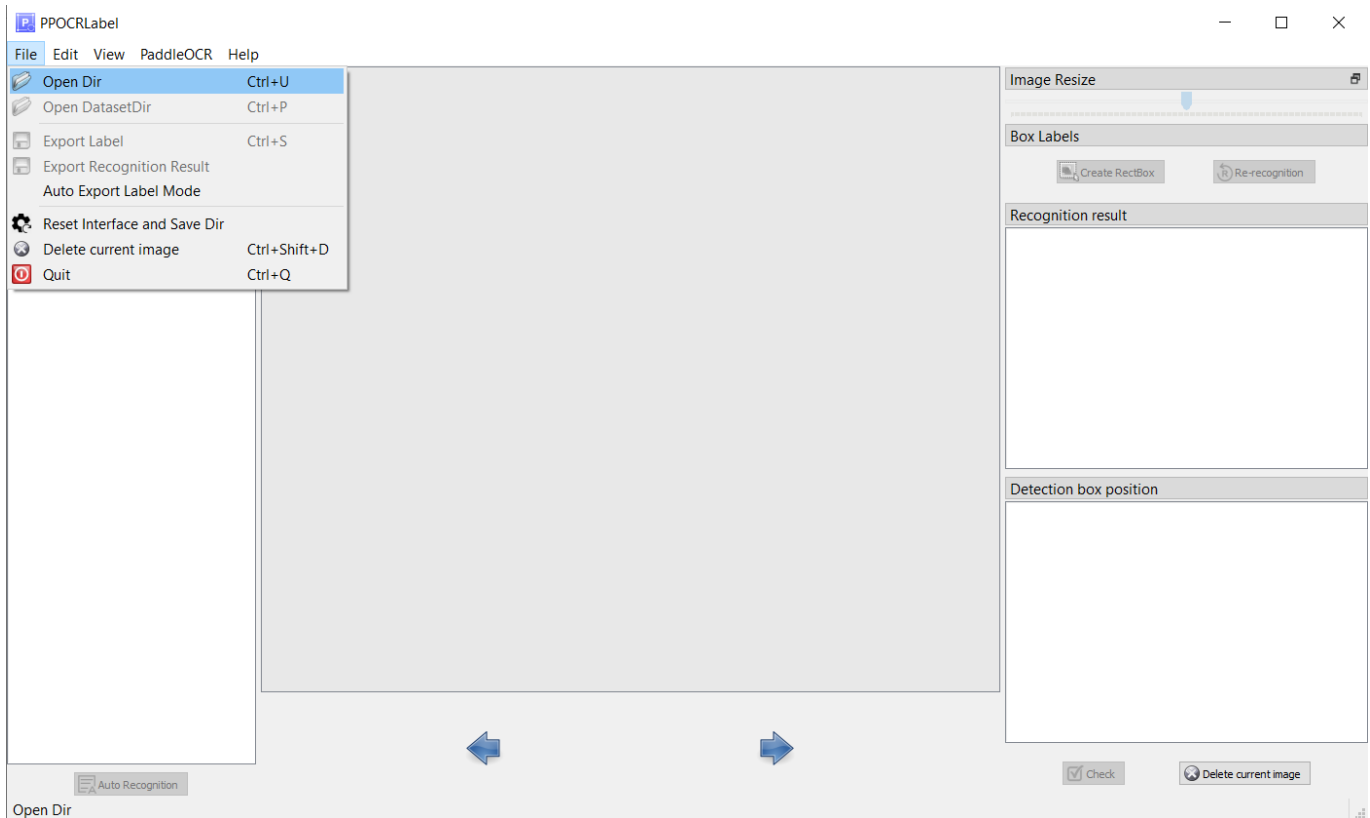 PPOCRLabel
File Edit View PaddleOCR Help
Open Dir Ctrl+U
Open DatasetDir Ctrl+P
Export Label Ctrl+S
Export Recognition Result
Auto Export Label Mode
Reset Interface and Save Dir
Delete current image Ctrl+Shift+D
Quit Ctrl+Q
Image Resize
Box Labels
Create RectBox Re-recognition
Recognition result
Detection box position
Auto Recognition
Check Delete current image
Open Dir